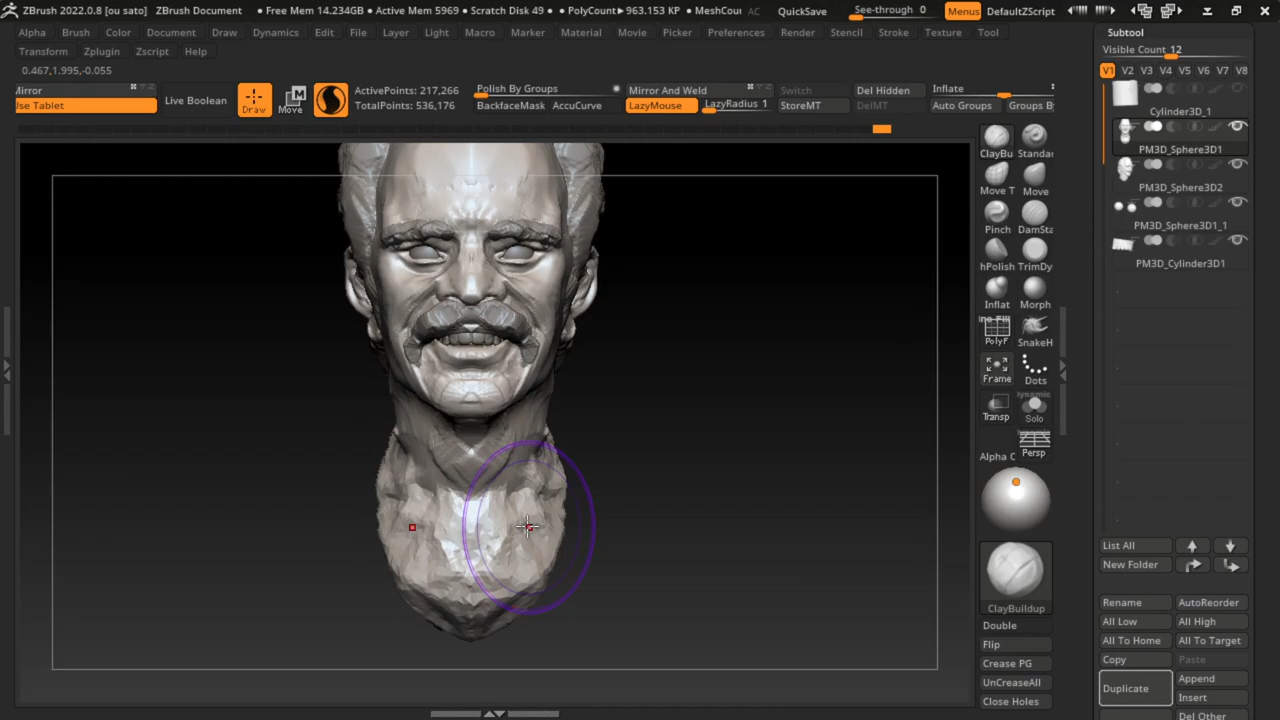 ZBrush 2022.0.8 [ou sato] ZBrush Document • Free Mem 14.234GB • Active Mem 5969 • Scratch Disk 49 • PolyCount▸963.153 KP • MeshCou AC QuickSave See-through 0 Menus DefaultZScript
Alpha Brush Color Document Draw Dynamics Edit File Layer Light Macro Marker Material Movie Picker Preferences Render Stencil Stroke Texture Tool
Transform Zplugin Zscript Help
0.467,1.995,-0.055
Mirror
Use Tablet
Live Boolean
Draw
Move
ActivePoints: 217,266
TotalPoints: 536,176
Polish By Groups
BackfaceMask AccuCurve
Mirror And Weld
LazyMouse LazyRadius 1
Switch
StoreMT
Del Hidden
DelMT
Inflate
Auto Groups Groups By
Subtool
Visible Count 12
V1 V2 V3 V4 V5 V6 V7 V8
Cylinder3D_1
PM3D_Sphere3D1
PM3D_Sphere3D2
PM3D_Sphere3D1_1
PM3D_Cylinder3D1
ClayBu Standa
Move T Move
Pinch DamSta
hPolish TrimDy
Inflat Morph
PolyF SnakeH
Frame Dots
Dynamic
Transp Solo
Persp
Alpha C
ClayBuildup
Double
Flip
Crease PG
UnCreaseAll
Close Holes
List All
New Folder
Rename AutoReorder
All Low All High
All To Home All To Target
Copy Paste
Duplicate
Append
Insert
Del Other